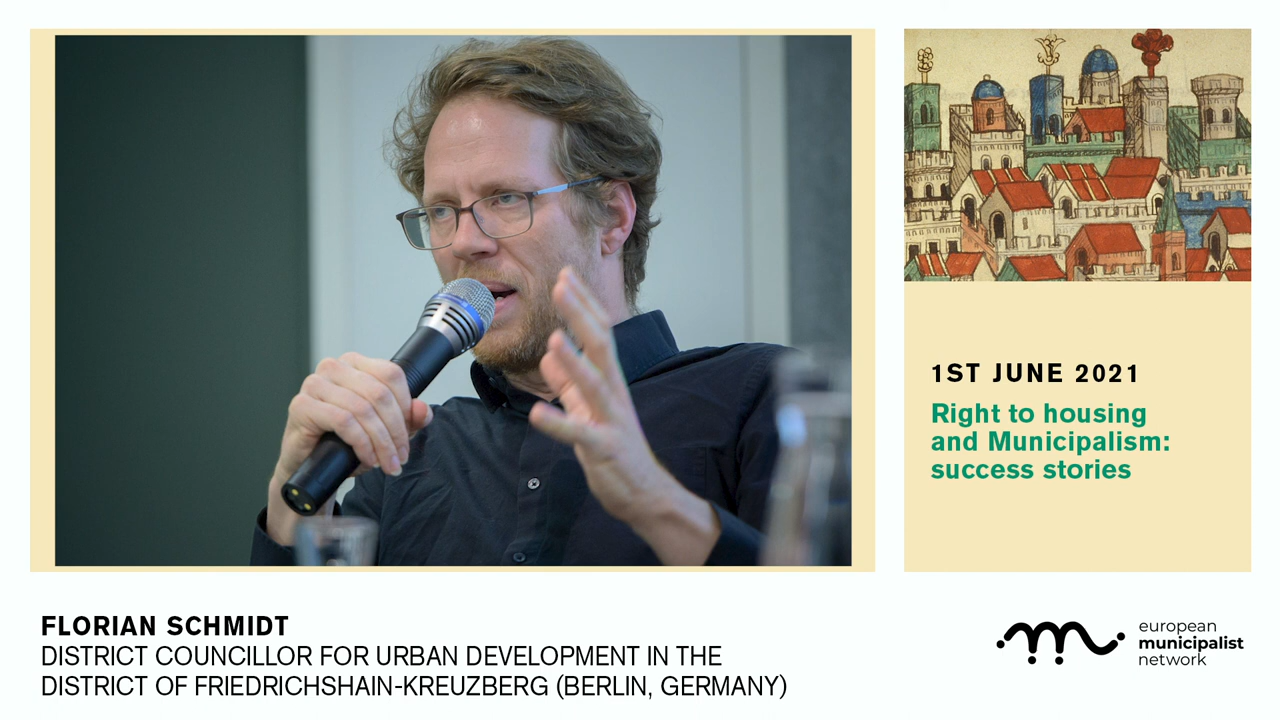 1ST JUNE 2021
Right to housing
and Municipalism:
success stories
FLORIAN SCHMIDT
DISTRICT COUNCILLOR FOR URBAN DEVELOPMENT IN THE
DISTRICT OF FRIEDRICHSHAIN-KREUZBERG (BERLIN, GERMANY)
european
municipalist
network